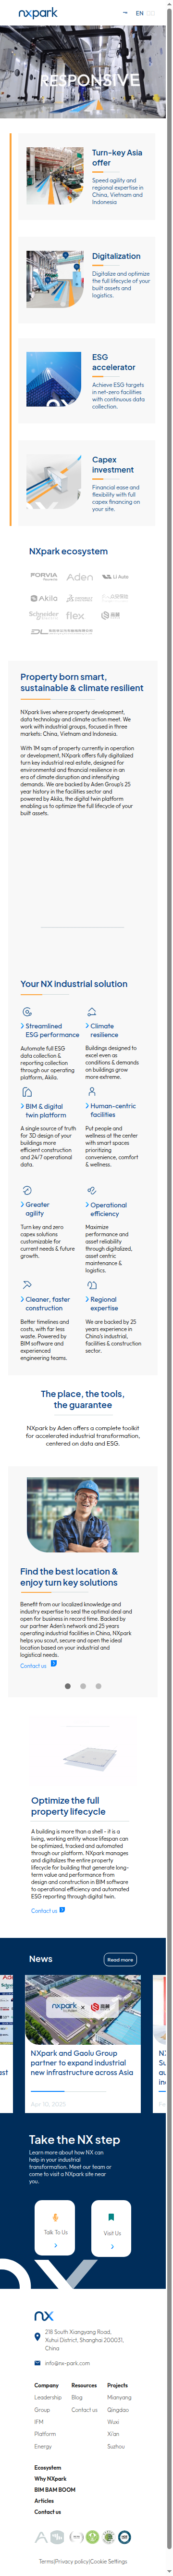 nxpark
EN
RESPONSIVE
Turn-key Asia
offer
Speed agility and
regional expertise in
China, Vietnam and
Indonesia
Digitalization
Digitalize and optimize
the full lifecycle of your
built assets and
logistics.
ESG
accelerator
Achieve ESG targets
in net-zero facilities
with continuous data
collection.
Capex
investment
Financial ease and
flexibility with full
capex financing on
your site.
NXpark ecosystem
FORVIA
Aden
Li Auto
Akila
Schneider
flex
Property born smart,
sustainable & climate resilient
NXpark lives where property development,
data technology and climate action meet. We
work with industrial groups, focused in three
markets: China, Vietnam and Indonesia.
With 1M sqm of property currently in operation
or development, NXpark offers fully digitalized
turn key industrial real estate, designed for
environmental and financial resilience in an
era of climate disruption and intensifying
demands. We are backed by Aden Group's 25
year history in the facilities sector and
powered by Akila, the digital twin platform
enabling us to optimize the full lifecycle of your
built assets.
Your NX industrial solution
Streamlined
ESG performance
Automate full ESG
data collection &
reporting collection
through our operating
platform, Akila.
Climate
resilience
Buildings designed to
excel even as
conditions & demands
on buildings grow
more extreme.
BIM & digital
twin platform
A single source of truth
for 3D design of your
buildings more
efficient construction
and 24/7 operational
data.
Human-centric
facilities
Put people and
wellness at the center
with smart spaces
prioritizing
convenience, comfort
& wellness.
Greater
agility
Turn key and zero
capex solutions
customizable for
current needs & future
growth.
Operational
efficiency
Maximize
performance and
asset reliability
through digitalized,
asset centric
maintenance &
logistics.
Cleaner, faster
construction
Better timelines and
costs, with far less
waste. Powered by
BIM software and
experienced
engineering teams.
Regional
expertise
We are backed by 25
years experience in
China's industrial,
facilities & construction
sector.
The place, the tools,
the guarantee
NXpark by Aden offers a complete toolkit
for accelerated industrial transformation,
centered on data and ESG.
Find the best location &
enjoy turn key solutions
Benefit from our localized knowledge and
industry expertise to seal the optimal deal and
open for business in record time. Backed by
our partner Aden's network and 25 years
operating industrial facilities in China, NXpark
helps you scout, secure and open the ideal
location based on your industrial and
logistical needs.
Contact us
Optimize the full
property lifecycle
A building is more than a shell - it is a
living, working entity whose lifespan can
be optimized, tracked and automated
through our platform. NXpark manages
and digitalizes the entire property
lifecycle for building that generate long-
term value and performance from
design and construction in BIM software
to operational efficiency and automated
ESG reporting through digital twin.
Contact us
News
Read more
nxpark x
NXpark and Gaolu Group
partner to expand industrial
new infrastructure across Asia
Apr 10, 2025
Take the NX step
Learn more about how NX can
help in your industrial
transformation. Meet our team or
come to visit a NXpark site near
you.
Talk To Us
Visit Us
nx
218 South Xiangyang Road,
Xuhui District, Shanghai 200031,
China
info@nx-park.com
Company
Leadership
Group
IFM
Platform
Energy
Resources
Blog
Contact us
Projects
Mianyang
Qingdao
Wuxi
Xi'an
Suzhou
Ecosystem
Why NXpark
BIM BAM BOOM
Articles
Contact us
Terms|Privacy policy|Cookie Settings